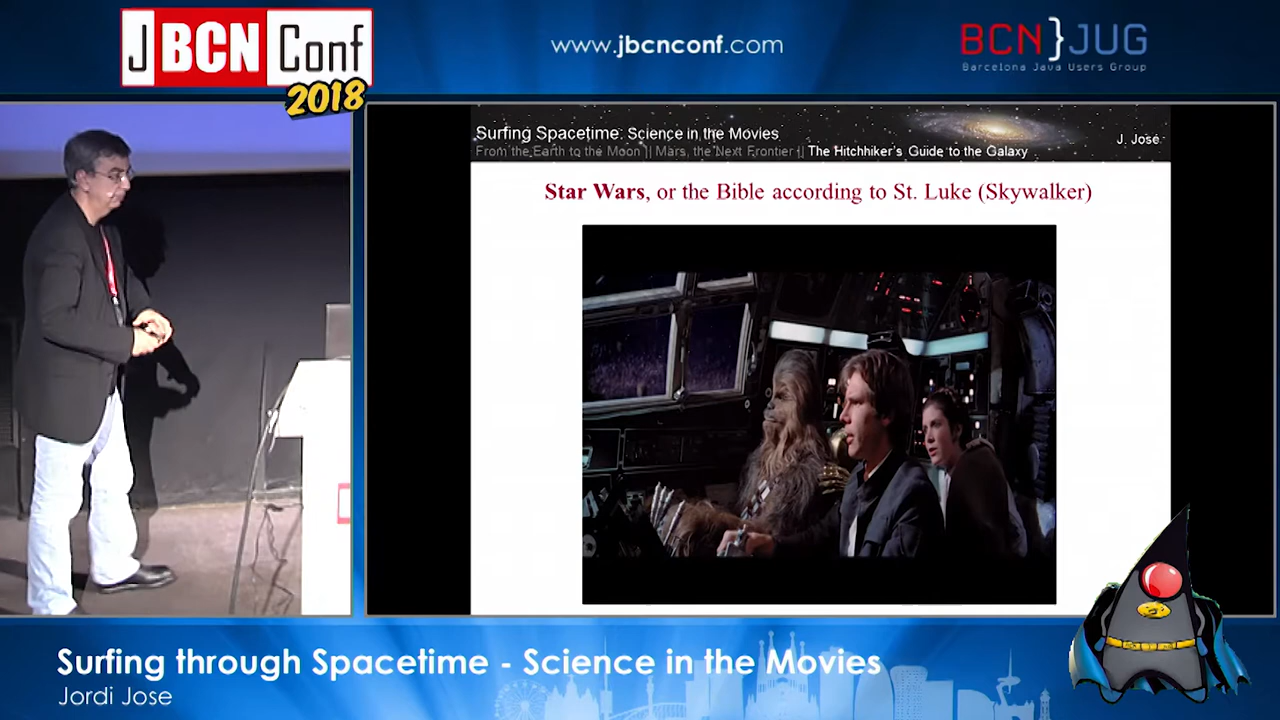 JBCN Conf
2018
www.jbcnconf.com
BCN}JUG
Barcelona Java Users Group
Surfing Spacetime: Science in the Movies
J. José
From the Earth to the Moon || Mars, the Next Frontier || The Hitchhiker's Guide to the Galaxy
Star Wars, or the Bible according to St. Luke (Skywalker)
Surfing through Spacetime - Science in the Movies
Jordi Jose